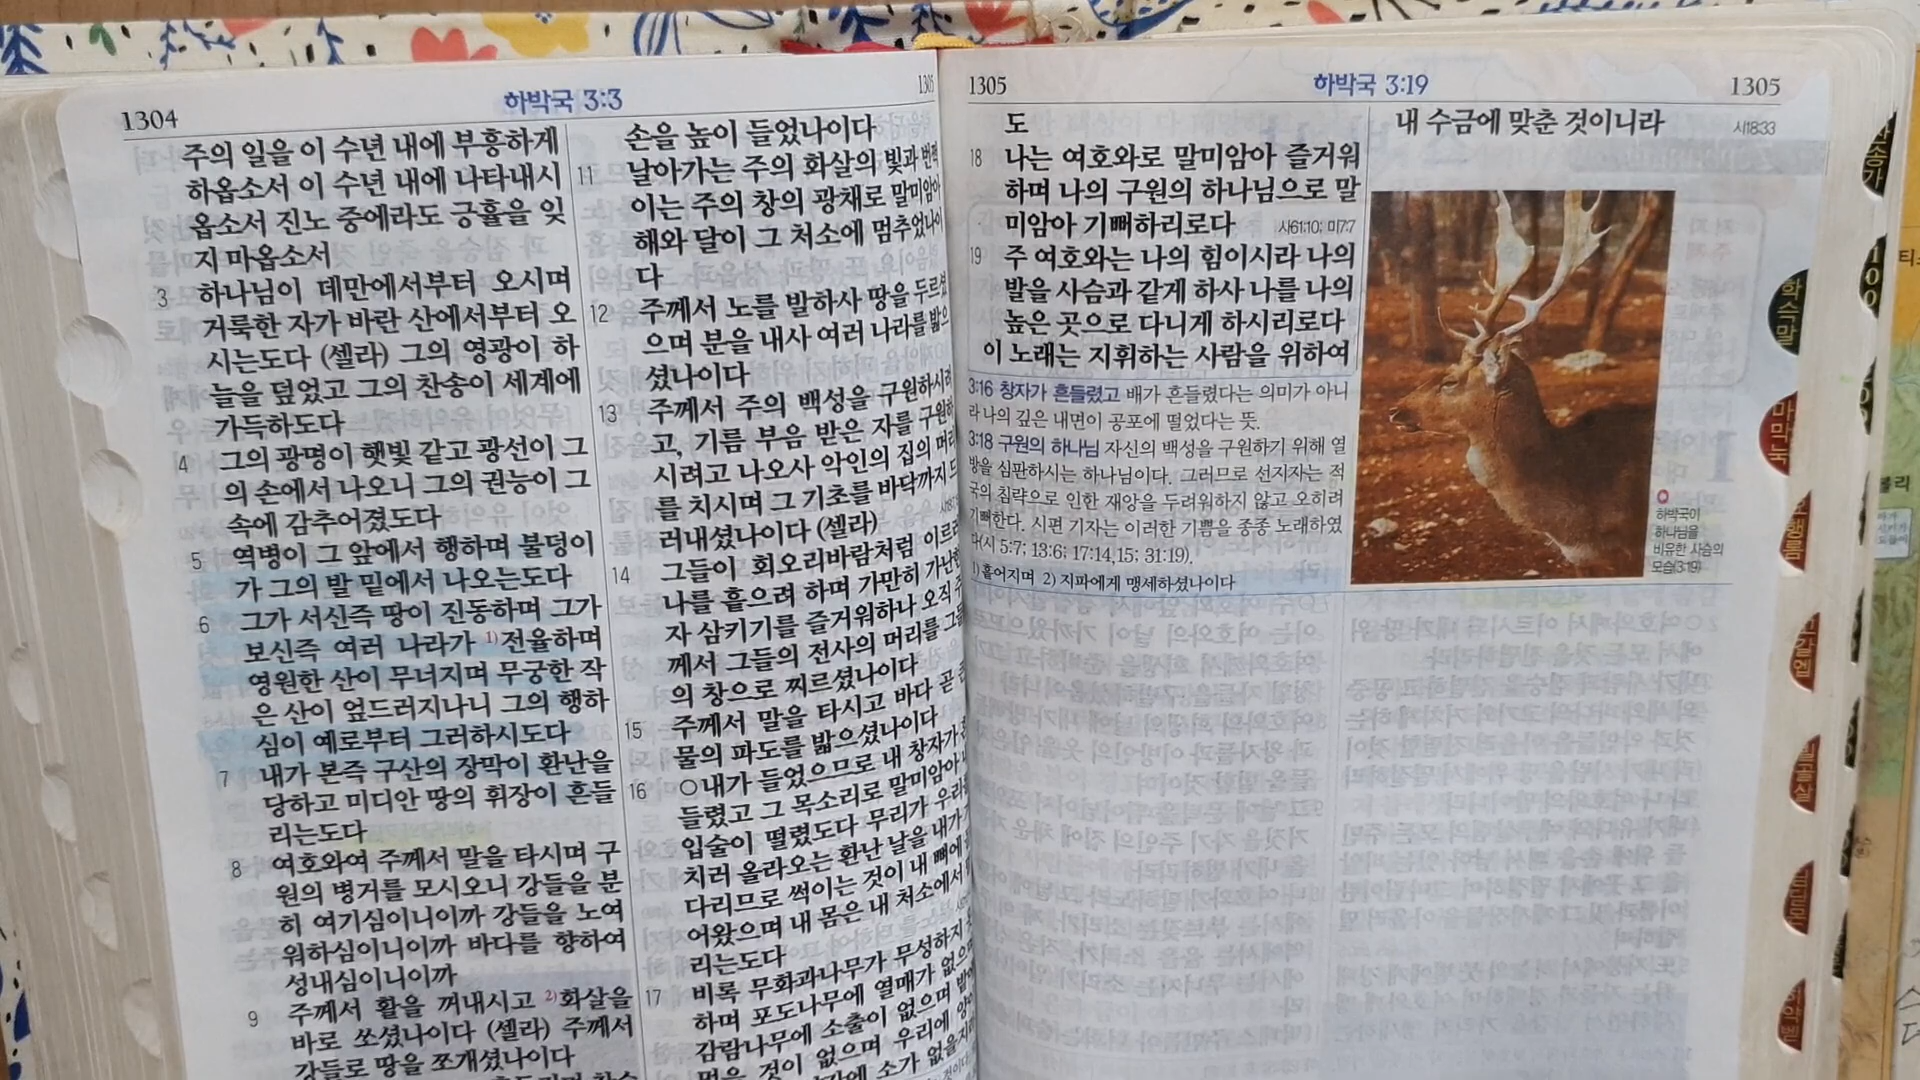 1304
하박국 3:3
주의 일을 이 수년 내에 부흥하게
하옵소서 이 수년 내에 나타내시
옵소서 진노 중에라도 긍휼을 잊
지 마옵소서
3 하나님이 데만에서부터 오시며
거룩한 자가 바란 산에서부터 오
시는도다 (셀라) 그의 영광이 하
늘을 덮었고 그의 찬송이 세계에
가득하도다
4 그의 광명이 햇빛 같고 광선이 그
의 손에서 나오니 그의 권능이 그
속에 감추어졌도다
5 역병이 그 앞에서 행하며 불덩이
가 그의 발 밑에서 나오는도다
6 그가 서신즉 땅이 진동하며 그가
보신즉 여러 나라가 1)전율하며
영원한 산이 무너지며 무궁한 작
은 산이 엎드러지나니 그의 행하
심이 예로부터 그러하시도다
7 내가 본즉 구산의 장막이 환난을
당하고 미디안 땅의 휘장이 흔들
리는도다
8 여호와여 주께서 말을 타시며 구
원의 병거를 모시오니 강들을 분
히 여기심이니이까 강들을 노여
워하심이니이까 바다를 향하여
성내심이니이까
9 주께서 활을 꺼내시고 2)화살을
바로 쏘셨나이다 (셀라) 주께서
강들로 땅을 쪼개셨나이다
1305
손을 높이 들었나이다
11 날아가는 주의 화살의 빛과 번쩍
이는 주의 창의 광채로 말미암아
해와 달이 그 처소에 멈추었나이
다
12 주께서 노를 발하사 땅을 두르셨
으며 분을 내사 여러 나라를 밟으
셨나이다
13 주께서 주의 백성을 구원하시려
고, 기름 부음 받은 자를 구원하
시려고 나오사 악인의 집의 머리
를 치시며 그 기초를 바닥까지 드
러내셨나이다 (셀라)
14 그들이 회오리바람처럼 이르러
나를 흩으려 하며 가만히 가난한
자 삼키기를 즐거워하나 오직 주
께서 그들의 전사의 머리를 그들
의 창으로 찌르셨나이다
15 주께서 말을 타시고 바다 곧 큰
물의 파도를 밟으셨나이다
16 ○내가 들었으므로 내 창자가
들렸고 그 목소리로 말미암아 내
입술이 떨렸도다 무리가 우리를
치러 올라오는 환난 날을 내가
다리므로 썩이는 것이 내 뼈에
어왔으며 내 몸은 내 처소에서
리는도다
17 비록 무화과나무가 무성하지
하며 포도나무에 열매가 없으며
감람나무에 소출이 없으며 밭에
먹을 것이 없으며 우리에
소가 없을지라
1305
하박국 3:19
1305
도
18 나는 여호와로 말미암아 즐거워
하며 나의 구원의 하나님으로 말
미암아 기뻐하리로다 사61:10; 미7:7
19 주 여호와는 나의 힘이시라 나의
발을 사슴과 같게 하사 나를 나의
높은 곳으로 다니게 하시리로다
이 노래는 지휘하는 사람을 위하여
내 수금에 맞춘 것이니라 시18:33
3:16 창자가 흔들렸고 배가 흔들렸다는 의미가 아니
라 나의 깊은 내면이 공포에 떨었다는 뜻.
3:18 구원의 하나님 자신의 백성을 구원하기 위해 열
방을 심판하시는 하나님이다. 그러므로 선지자는 적
국의 침략으로 인한 재앙을 두려워하지 않고 오히려
기뻐한다. 시편 기자는 이러한 기쁨을 종종 노래하였
다(시 5:7; 13:6; 17:14,15; 31:19).
1) 흩어지며 2) 지파에게 맹세하셨나이다
하박국이
하나님을
비유한 사슴의
모습(3:19)
찬송가
학슥말